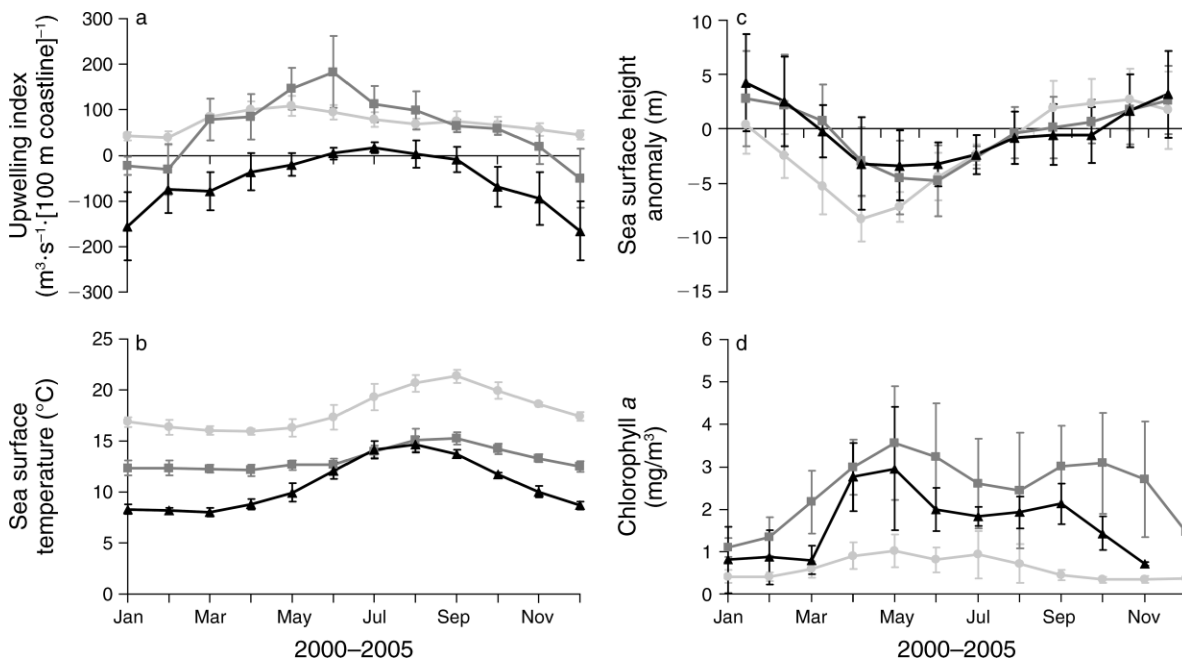 a
Upwelling index
(m³·s⁻¹·[100 m coastline]⁻¹)
300
200
100
0
−100
−200
−300
c
Sea surface height
anomaly (m)
10
5
0
−5
−10
−15
b
Sea surface
temperature (°C)
25
20
15
10
5
0
Jan Mar May Jul Sep Nov
2000–2005
d
Chlorophyll a
(mg/m³)
6
5
4
3
2
1
0
Jan Mar May Jul Sep Nov
2000–2005